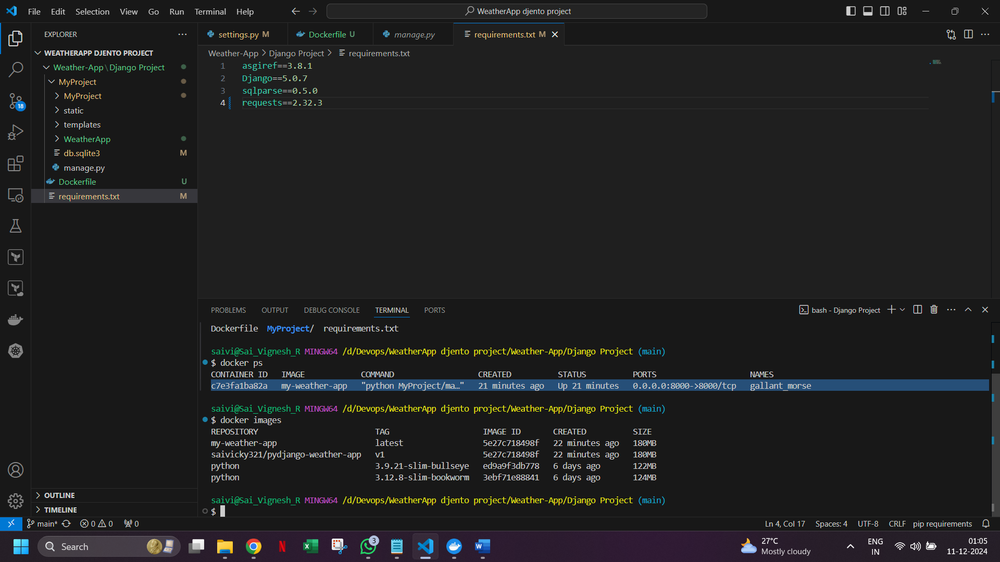 File Edit Selection View Go Run Terminal Help
WeatherApp djento project
EXPLORER
WEATHERAPP DJENTO PROJECT
Weather-App\Django Project
MyProject
MyProject
static
templates
WeatherApp
db.sqlite3 M
manage.py
Dockerfile U
requirements.txt M
OUTLINE
TIMELINE
18
settings.py M Dockerfile U manage.py requirements.txt M
Weather-App > Django Project > requirements.txt
1 asgiref==3.8.1
2 Django==5.0.7
3 sqlparse==0.5.0
4 requests==2.32.3
PROBLEMS OUTPUT DEBUG CONSOLE TERMINAL PORTS
bash - Django Project
Dockerfile MyProject/ requirements.txt
saivi@Sai_Vignesh_R MINGW64 /d/Devops/WeatherApp djento project/Weather-App/Django Project (main)
$ docker ps
CONTAINER ID IMAGE COMMAND CREATED STATUS PORTS NAMES
c7e3fa1ba82a my-weather-app "python MyProject/ma…" 21 minutes ago Up 21 minutes 0.0.0.0:8000->8000/tcp gallant_morse
saivi@Sai_Vignesh_R MINGW64 /d/Devops/WeatherApp djento project/Weather-App/Django Project (main)
$ docker images
REPOSITORY TAG IMAGE ID CREATED SIZE
my-weather-app latest 5e27c718498f 22 minutes ago 180MB
saivicky321/pydjango-weather-app v1 5e27c718498f 22 minutes ago 180MB
python 3.9.21-slim-bullseye ed9a9f3db778 6 days ago 122MB
python 3.12.8-slim-bookworm 3ebf71e88841 6 days ago 124MB
saivi@Sai_Vignesh_R MINGW64 /d/Devops/WeatherApp djento project/Weather-App/Django Project (main)
$
main* 0 0 0
Ln 4, Col 17 Spaces: 4 UTF-8 CRLF pip requirements
Search
3
27°C
Mostly cloudy
ENG
IN
01:05
11-12-2024